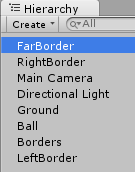 Hierarchy
Create All
FarBorder
RightBorder
Main Camera
Directional Light
Ground
Ball
Borders
LeftBorder